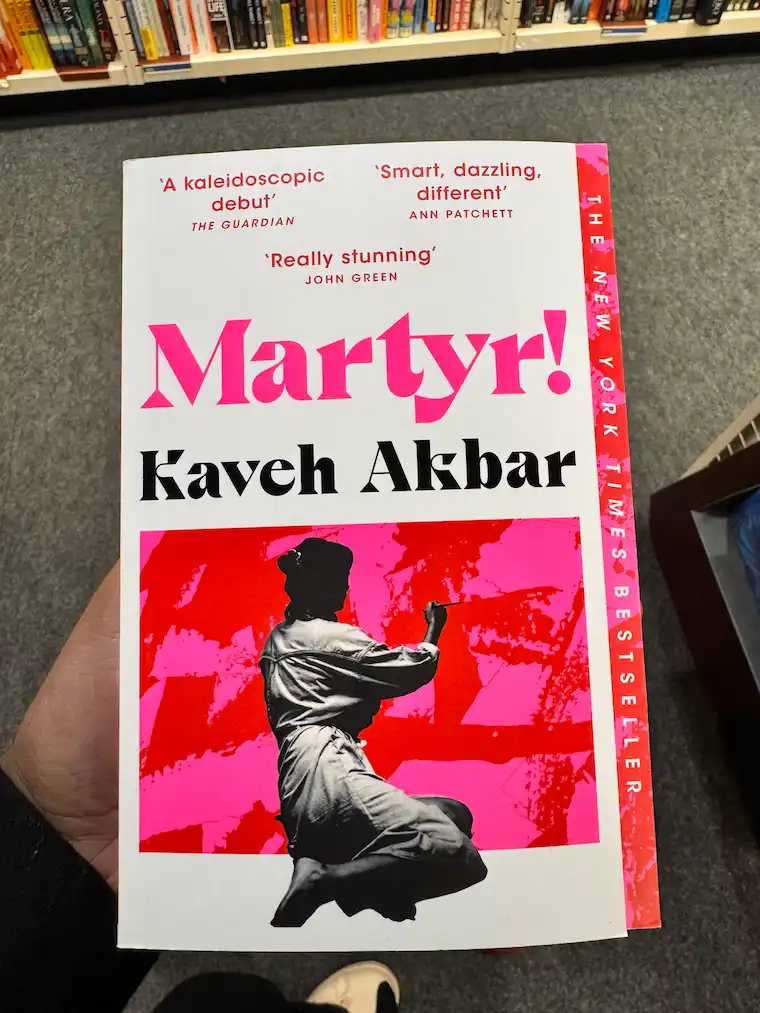 ‘A kaleidoscopic
debut’
THE GUARDIAN
‘Smart, dazzling,
different’
ANN PATCHETT
‘Really stunning’
JOHN GREEN
Martyr!
Kaveh Akbar
THE NEW YORK TIMES BESTSELLER